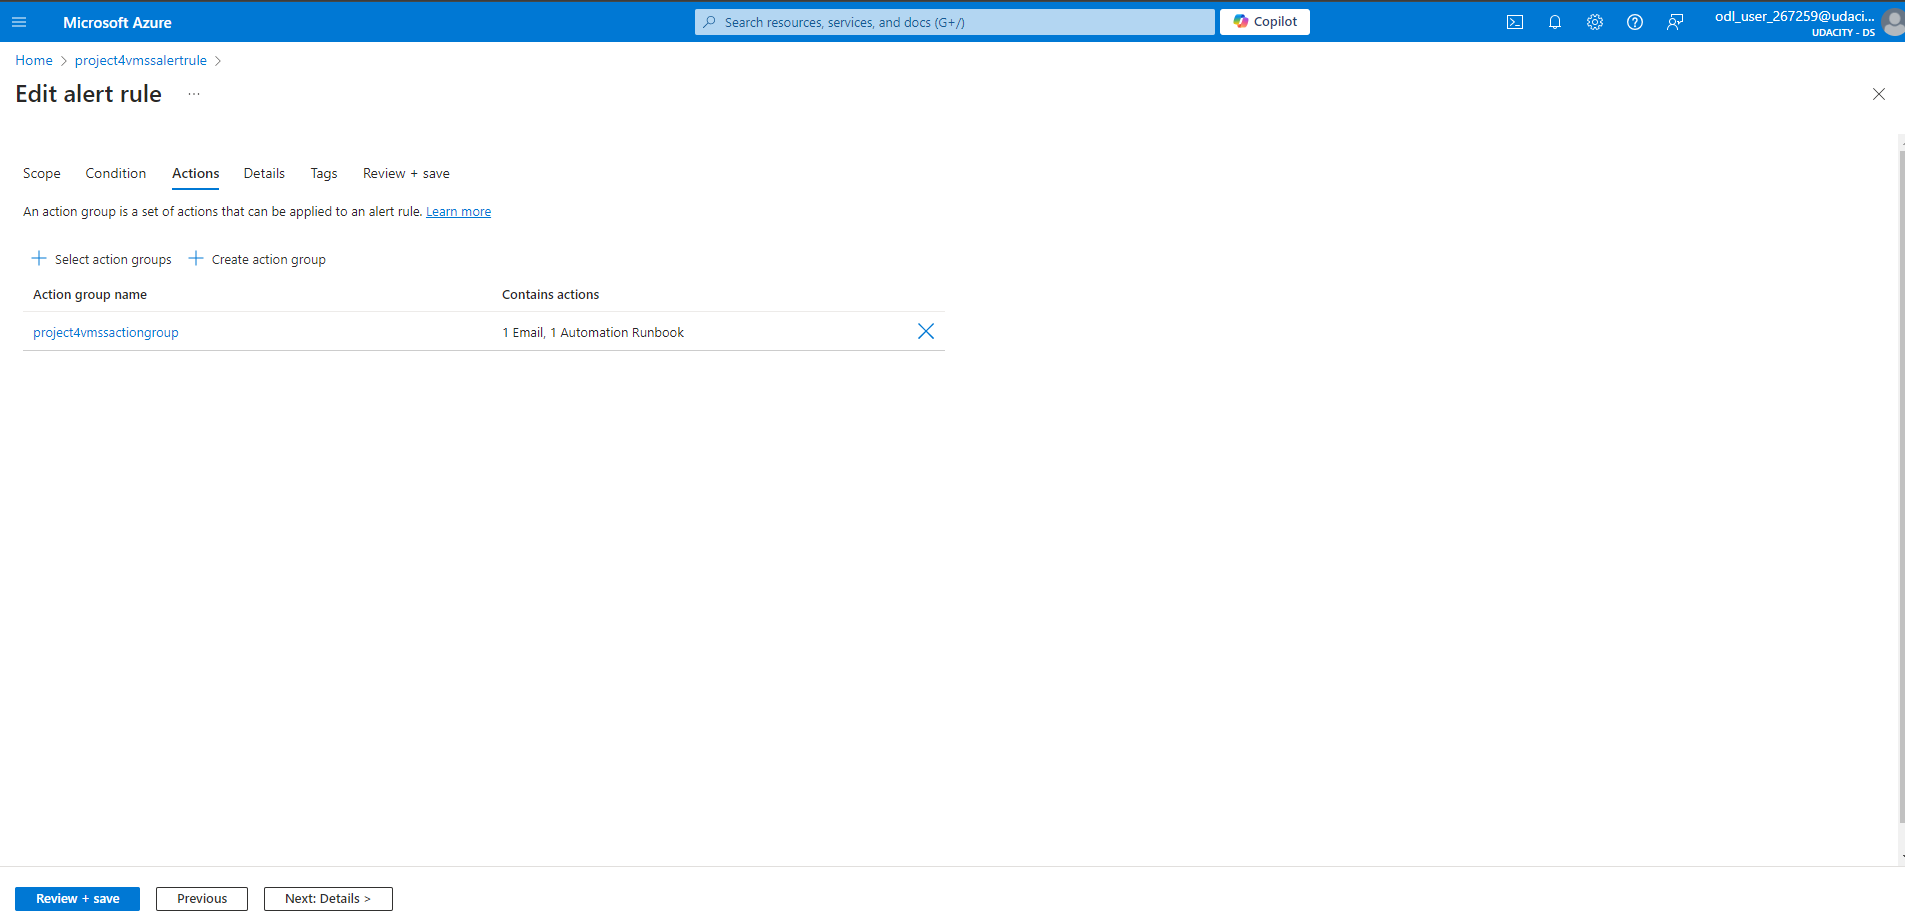 Microsoft Azure
Search resources, services, and docs (G+/)
Copilot
odl_user_267259@udaci...
UDACITY - DS
Home > project4vmssalertrule >
Edit alert rule ...
Scope Condition Actions Details Tags Review + save
An action group is a set of actions that can be applied to an alert rule. Learn more
+ Select action groups + Create action group
Action group name Contains actions
project4vmssactiongroup 1 Email, 1 Automation Runbook
Review + save Previous Next: Details >